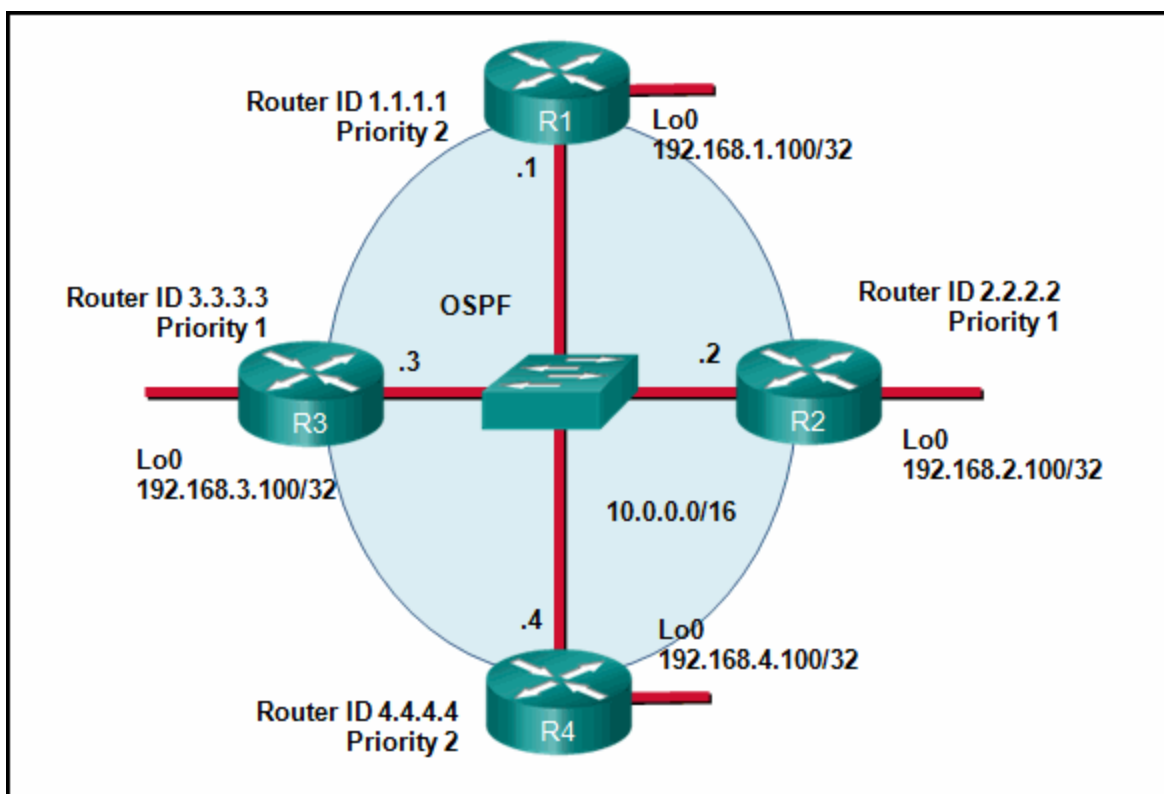 Router ID 1.1.1.1
Priority 2
R1
Lo0
192.168.1.100/32
.1
Router ID 3.3.3.3
Priority 1
OSPF
Router ID 2.2.2.2
Priority 1
.3
.2
R3
R2
Lo0
192.168.3.100/32
Lo0
192.168.2.100/32
10.0.0.0/16
.4
Lo0
192.168.4.100/32
Router ID 4.4.4.4
Priority 2
R4